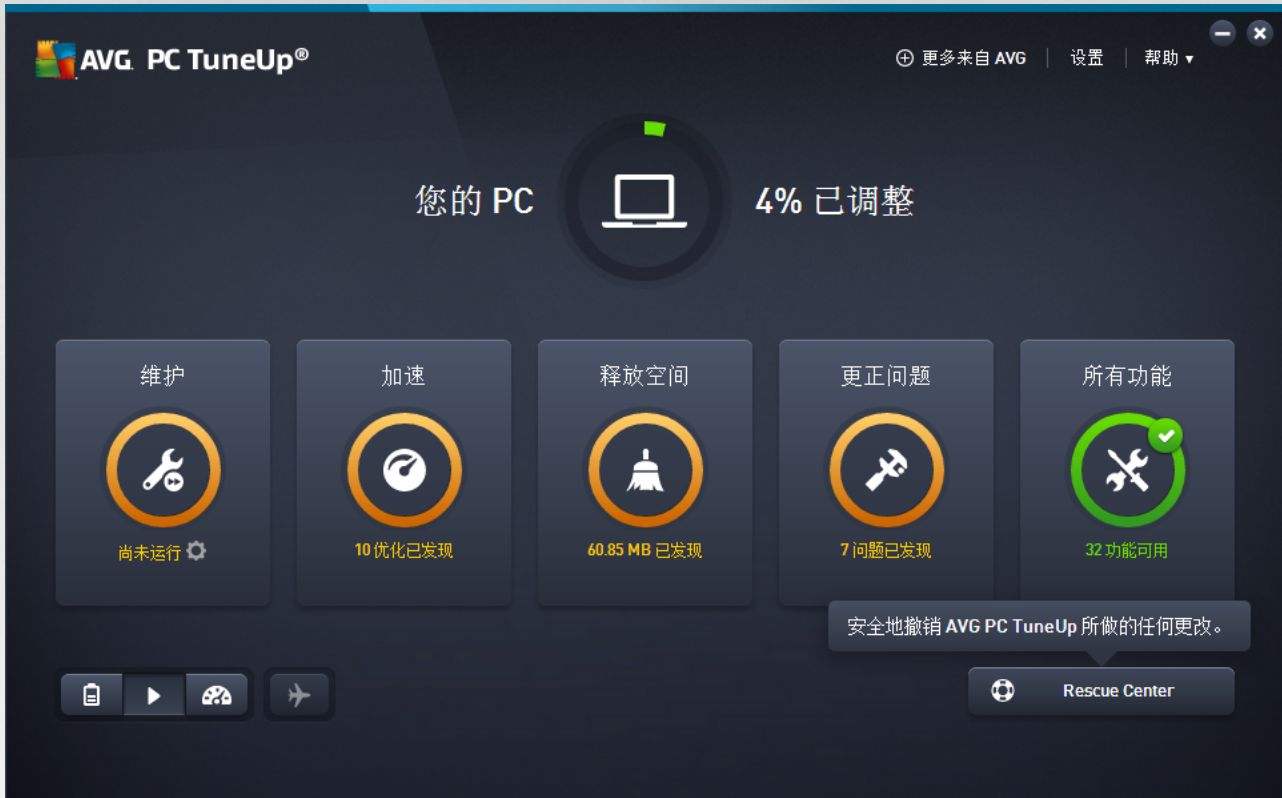 AVG PC TuneUp®
更多来自 AVG
设置
帮助
您的 PC
4% 已调整
维护
加速
释放空间
更正问题
所有功能
尚未运行
10 优化已发现
60.85 MB 已发现
7 问题已发现
32 功能可用
安全地撤销 AVG PC TuneUp 所做的任何更改。
Rescue Center